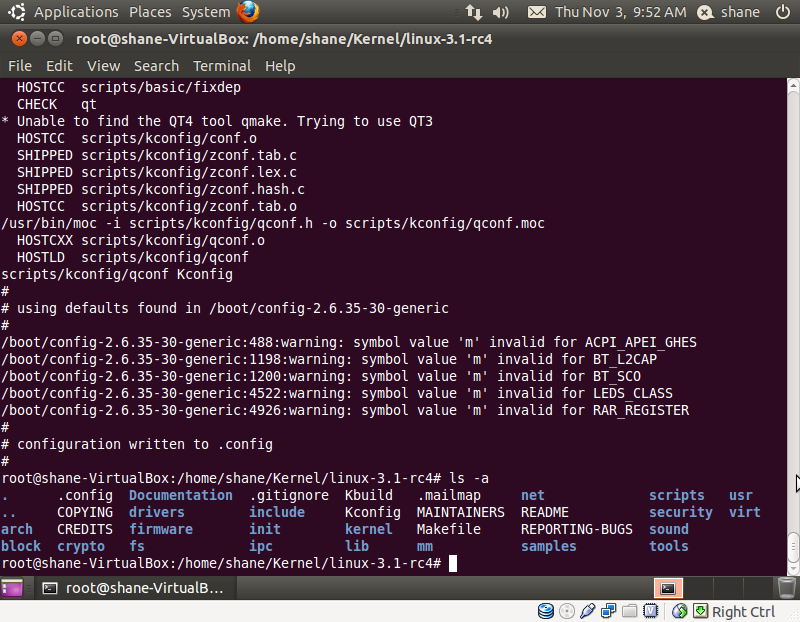 Applications Places System Thu Nov 3, 9:52 AM shane
root@shane-VirtualBox: /home/shane/Kernel/linux-3.1-rc4
File Edit View Search Terminal Help
HOSTCC scripts/basic/fixdep
CHECK qt
* Unable to find the QT4 tool qmake. Trying to use QT3
HOSTCC scripts/kconfig/conf.o
SHIPPED scripts/kconfig/zconf.tab.c
SHIPPED scripts/kconfig/zconf.lex.c
SHIPPED scripts/kconfig/zconf.hash.c
HOSTCC scripts/kconfig/zconf.tab.o
/usr/bin/moc -i scripts/kconfig/qconf.h -o scripts/kconfig/qconf.moc
HOSTCXX scripts/kconfig/qconf.o
HOSTLD scripts/kconfig/qconf
scripts/kconfig/qconf Kconfig
#
# using defaults found in /boot/config-2.6.35-30-generic
#
/boot/config-2.6.35-30-generic:488:warning: symbol value 'm' invalid for ACPI_APEI_GHES
/boot/config-2.6.35-30-generic:1198:warning: symbol value 'm' invalid for BT_L2CAP
/boot/config-2.6.35-30-generic:1200:warning: symbol value 'm' invalid for BT_SCO
/boot/config-2.6.35-30-generic:4522:warning: symbol value 'm' invalid for LEDS_CLASS
/boot/config-2.6.35-30-generic:4926:warning: symbol value 'm' invalid for RAR_REGISTER
#
# configuration written to .config
#
root@shane-VirtualBox:/home/shane/Kernel/linux-3.1-rc4# ls -a
. .config Documentation .gitignore Kbuild .mailmap net scripts usr
.. COPYING drivers include Kconfig MAINTAINERS README security virt
arch CREDITS firmware init kernel Makefile REPORTING-BUGS sound
block crypto fs ipc lib mm samples tools
root@shane-VirtualBox:/home/shane/Kernel/linux-3.1-rc4#
root@shane-VirtualB...
Right Ctrl